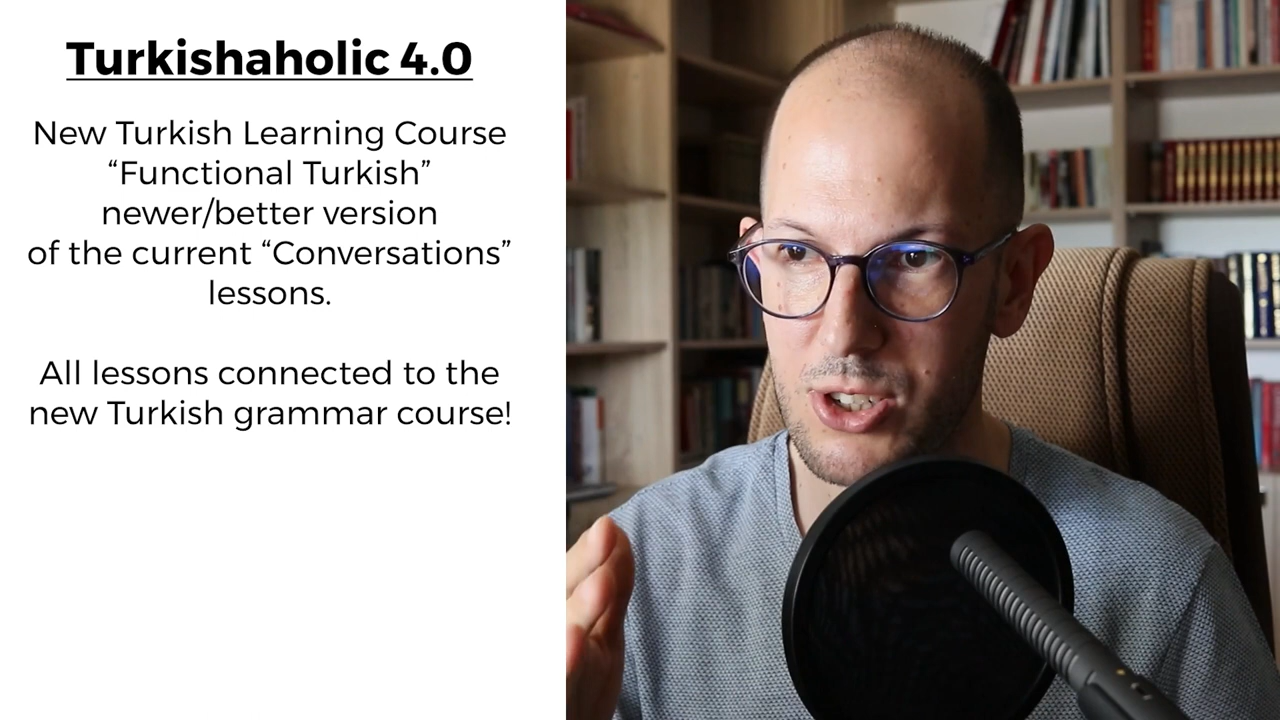 Turkishaholic 4.0
New Turkish Learning Course
“Functional Turkish”
newer/better version
of the current “Conversations”
lessons.
All lessons connected to the
new Turkish grammar course!